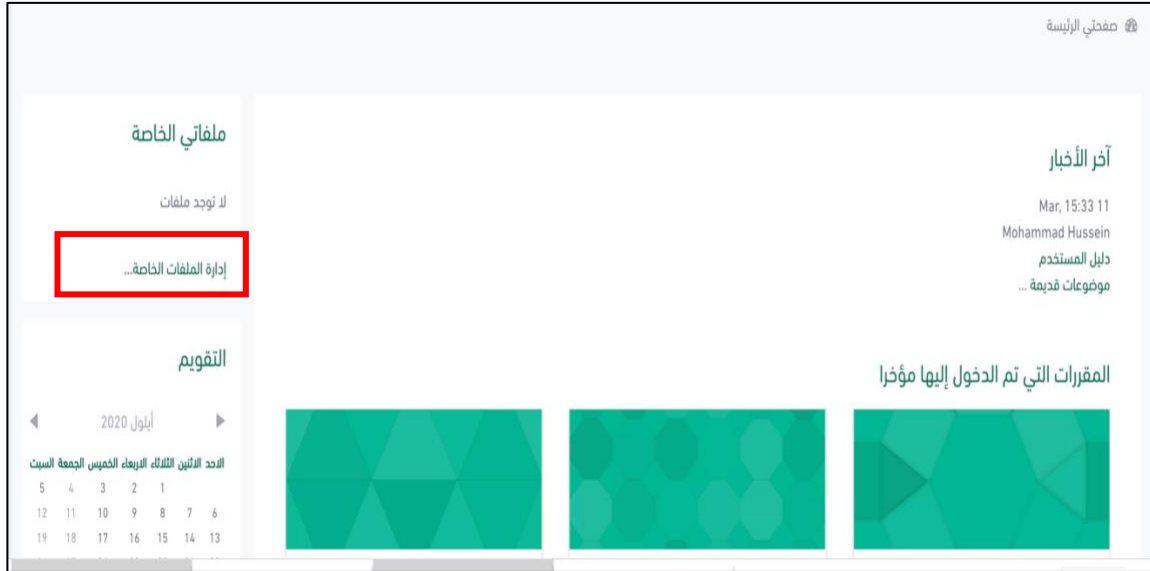 صفحتي الرئيسة
آخر الأخبار
11 Mar, 15:33
Mohammad Hussein
دليل المستخدم
موضوعات قديمة ...
المقررات التي تم الدخول إليها مؤخرا
ملفاتي الخاصة
لا توجد ملفات
إدارة الملفات الخاصة...
التقويم
أيلول 2020
الاحد الاثنين الثلاثاء الاربعاء الخميس الجمعة السبت
1 2 3 4 5
6 7 8 9 10 11 12
13 14 15 16 17 18 19